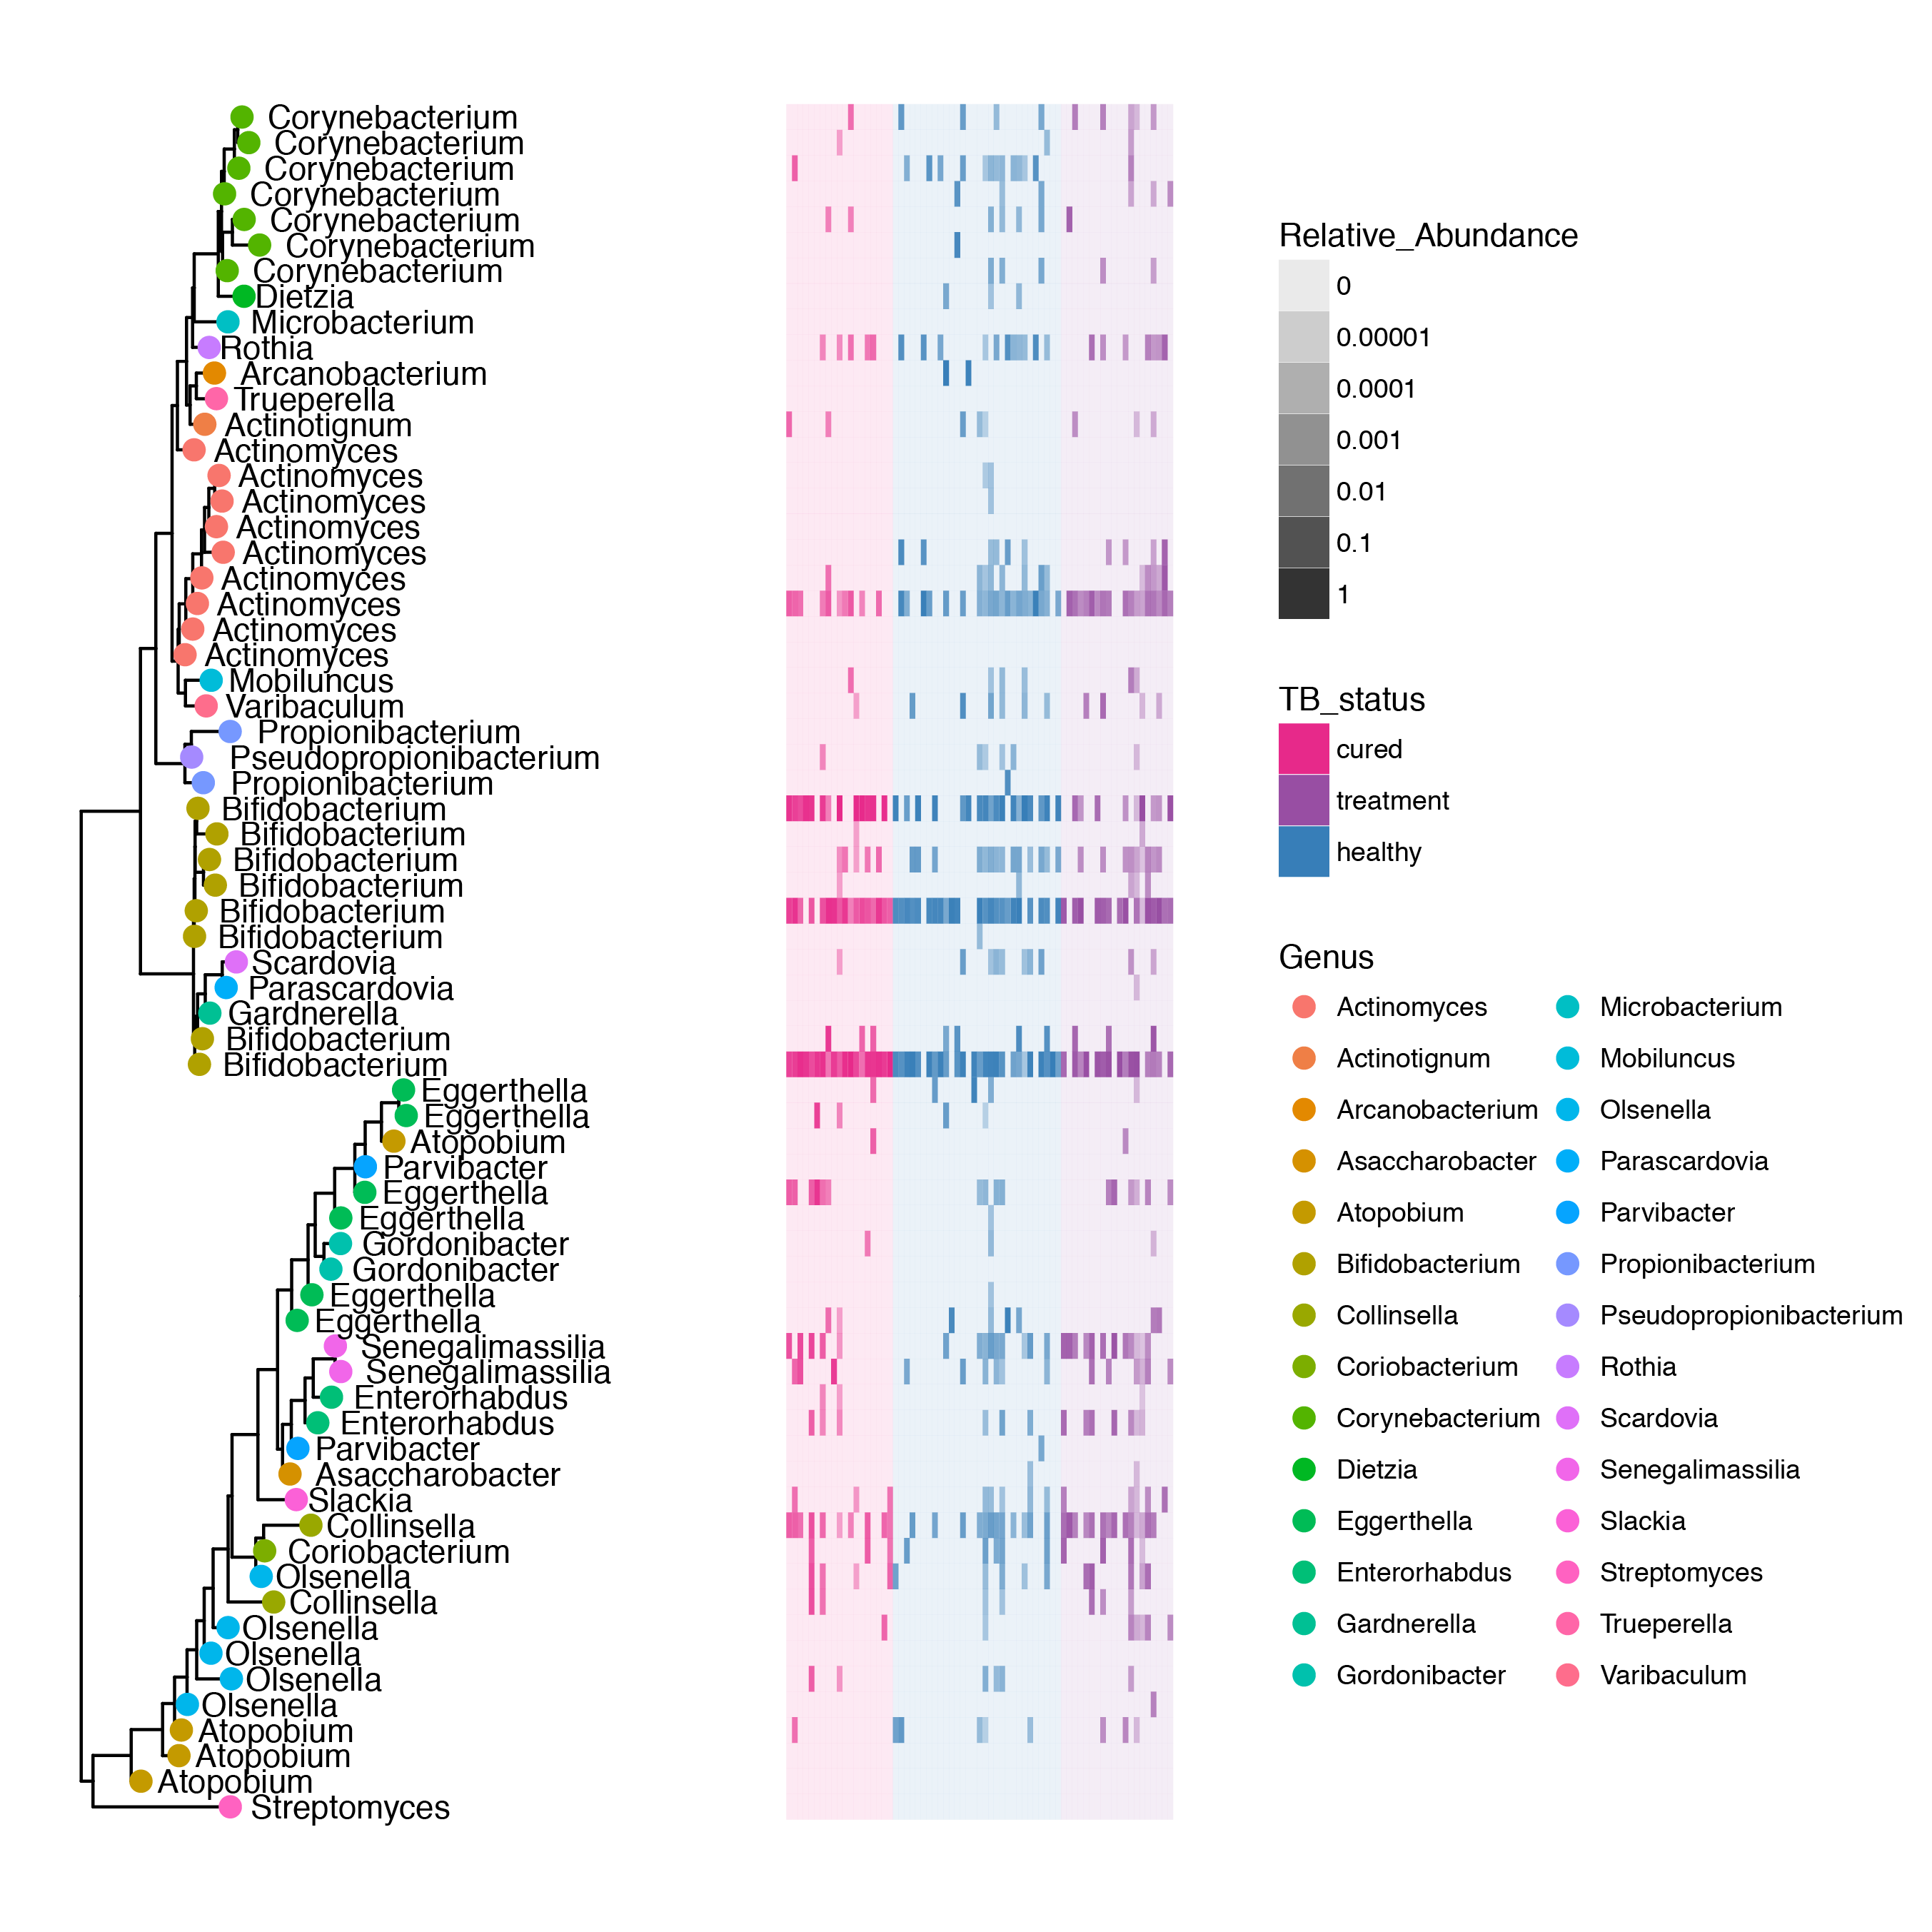 Corynebacterium
Corynebacterium
Corynebacterium
Corynebacterium
Corynebacterium
Corynebacterium
Corynebacterium
Dietzia
Microbacterium
Rothia
Arcanobacterium
Trueperella
Actinotignum
Actinomyces
Actinomyces
Actinomyces
Actinomyces
Actinomyces
Actinomyces
Actinomyces
Actinomyces
Actinomyces
Mobiluncus
Varibaculum
Propionibacterium
Pseudopropionibacterium
Propionibacterium
Bifidobacterium
Bifidobacterium
Bifidobacterium
Bifidobacterium
Bifidobacterium
Bifidobacterium
Scardovia
Parascardovia
Gardnerella
Bifidobacterium
Bifidobacterium
Eggerthella
Eggerthella
Atopobium
Parvibacter
Eggerthella
Eggerthella
Gordonibacter
Gordonibacter
Eggerthella
Eggerthella
Senegalimassilia
Senegalimassilia
Enterorhabdus
Enterorhabdus
Parvibacter
Asaccharobacter
Slackia
Collinsella
Coriobacterium
Olsenella
Collinsella
Olsenella
Olsenella
Olsenella
Olsenella
Atopobium
Atopobium
Atopobium
Streptomyces
Relative_Abundance
0
0.00001
0.0001
0.001
0.01
0.1
1
TB_status
cured
treatment
healthy
Genus
Actinomyces
Actinotignum
Arcanobacterium
Asaccharobacter
Atopobium
Bifidobacterium
Collinsella
Coriobacterium
Corynebacterium
Dietzia
Eggerthella
Enterorhabdus
Gardnerella
Gordonibacter
Microbacterium
Mobiluncus
Olsenella
Parascardovia
Parvibacter
Propionibacterium
Pseudopropionibacterium
Rothia
Scardovia
Senegalimassilia
Slackia
Streptomyces
Trueperella
Varibaculum